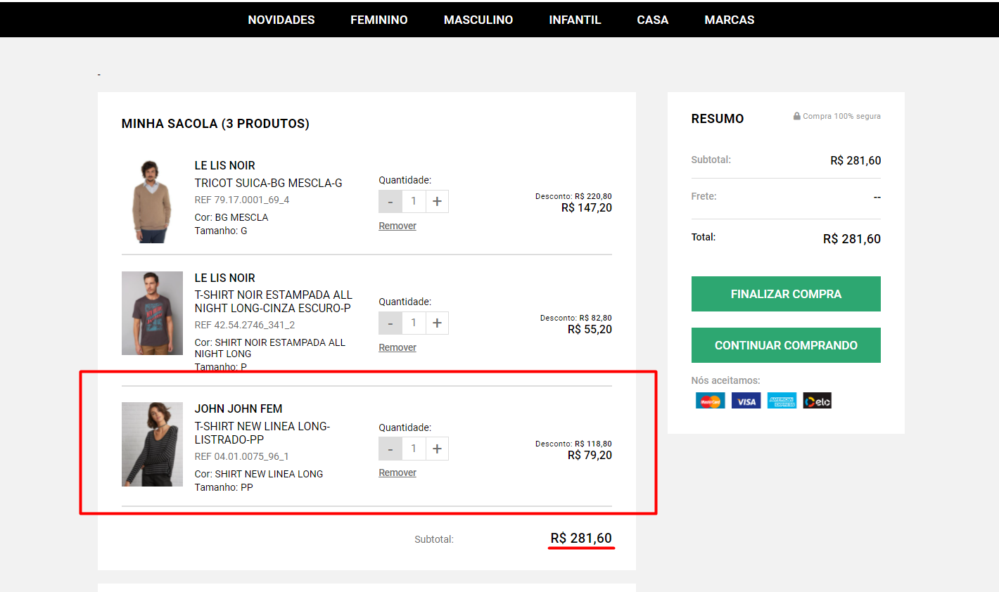 NOVIDADES FEMININO MASCULINO INFANTIL CASA MARCAS
-
MINHA SACOLA (3 PRODUTOS)
LE LIS NOIR
TRICOT SUICA-BG MESCLA-G
REF 79.17.0001_69_4
Cor: BG MESCLA
Tamanho: G
Quantidade:
- 1 +
Remover
Desconto: R$ 220,80
R$ 147,20
LE LIS NOIR
T-SHIRT NOIR ESTAMPADA ALL
NIGHT LONG-CINZA ESCURO-P
REF 42.54.2746_341_2
Cor: SHIRT NOIR ESTAMPADA ALL
NIGHT LONG
Tamanho: P
Quantidade:
- 1 +
Remover
Desconto: R$ 82,80
R$ 55,20
JOHN JOHN FEM
T-SHIRT NEW LINEA LONG-
LISTRADO-PP
REF 04.01.0075_96_1
Cor: SHIRT NEW LINEA LONG
Tamanho: PP
Quantidade:
- 1 +
Remover
Desconto: R$ 118,80
R$ 79,20
Subtotal: R$ 281,60
RESUMO
Compra 100% segura
Subtotal: R$ 281,60
Frete: --
Total: R$ 281,60
FINALIZAR COMPRA
CONTINUAR COMPRANDO
Nós aceitamos:
MasterCard VISA AMERICAN EXPRESS elo